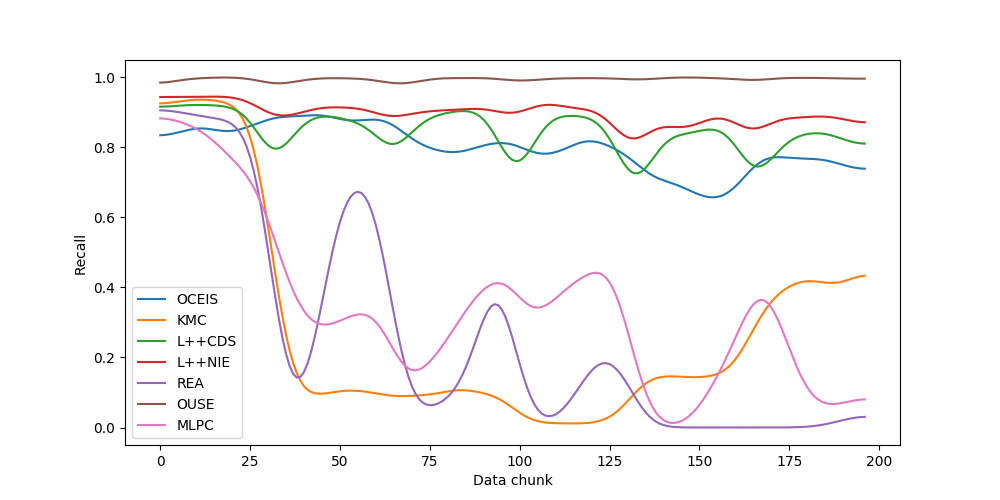 1.0
0.8
0.6
0.4
0.2
0.0
Recall
OCEIS
KMC
L++CDS
L++NIE
REA
OUSE
MLPC
0 25 50 75 100 125 150 175 200
Data chunk